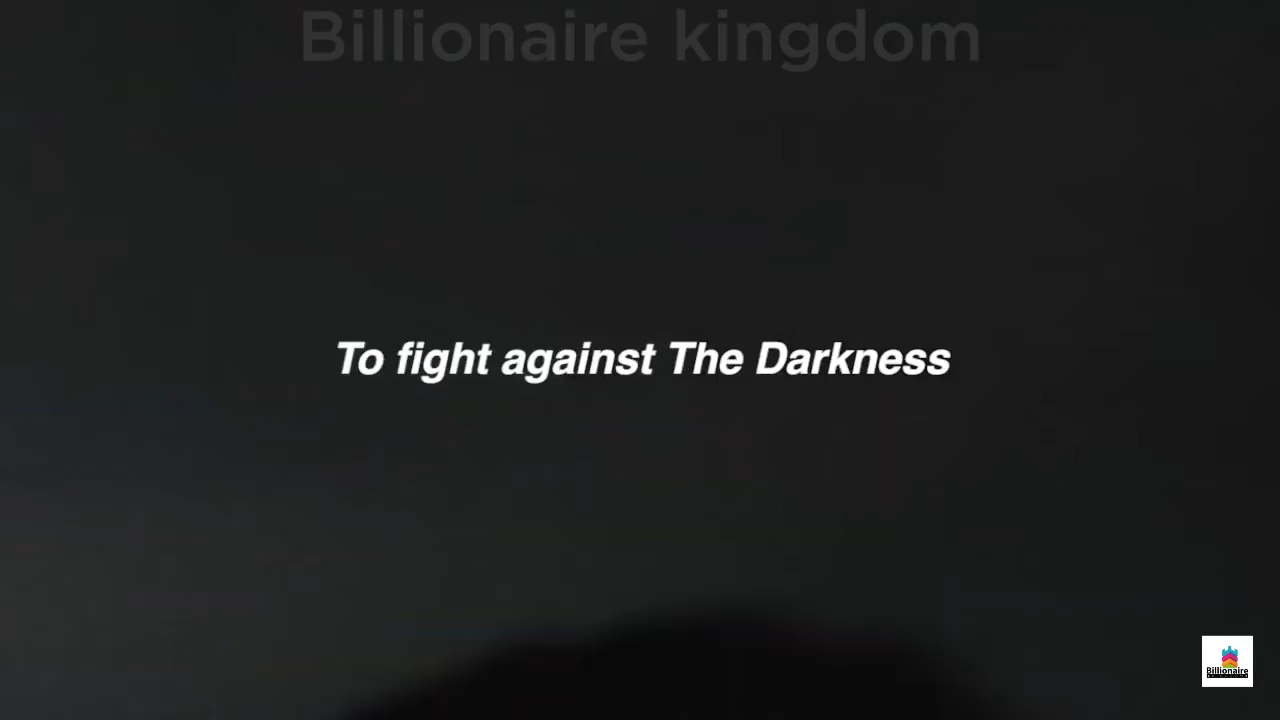 Billionaire kingdom
To fight against The Darkness
Billionaire